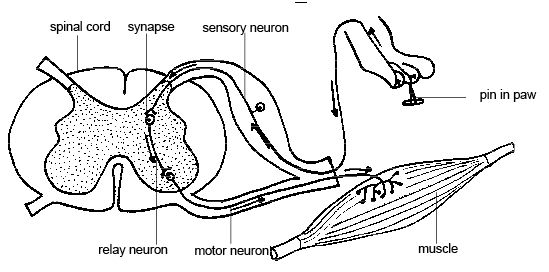 spinal cord synapse sensory neuron
pin in paw
relay neuron motor neuron muscle